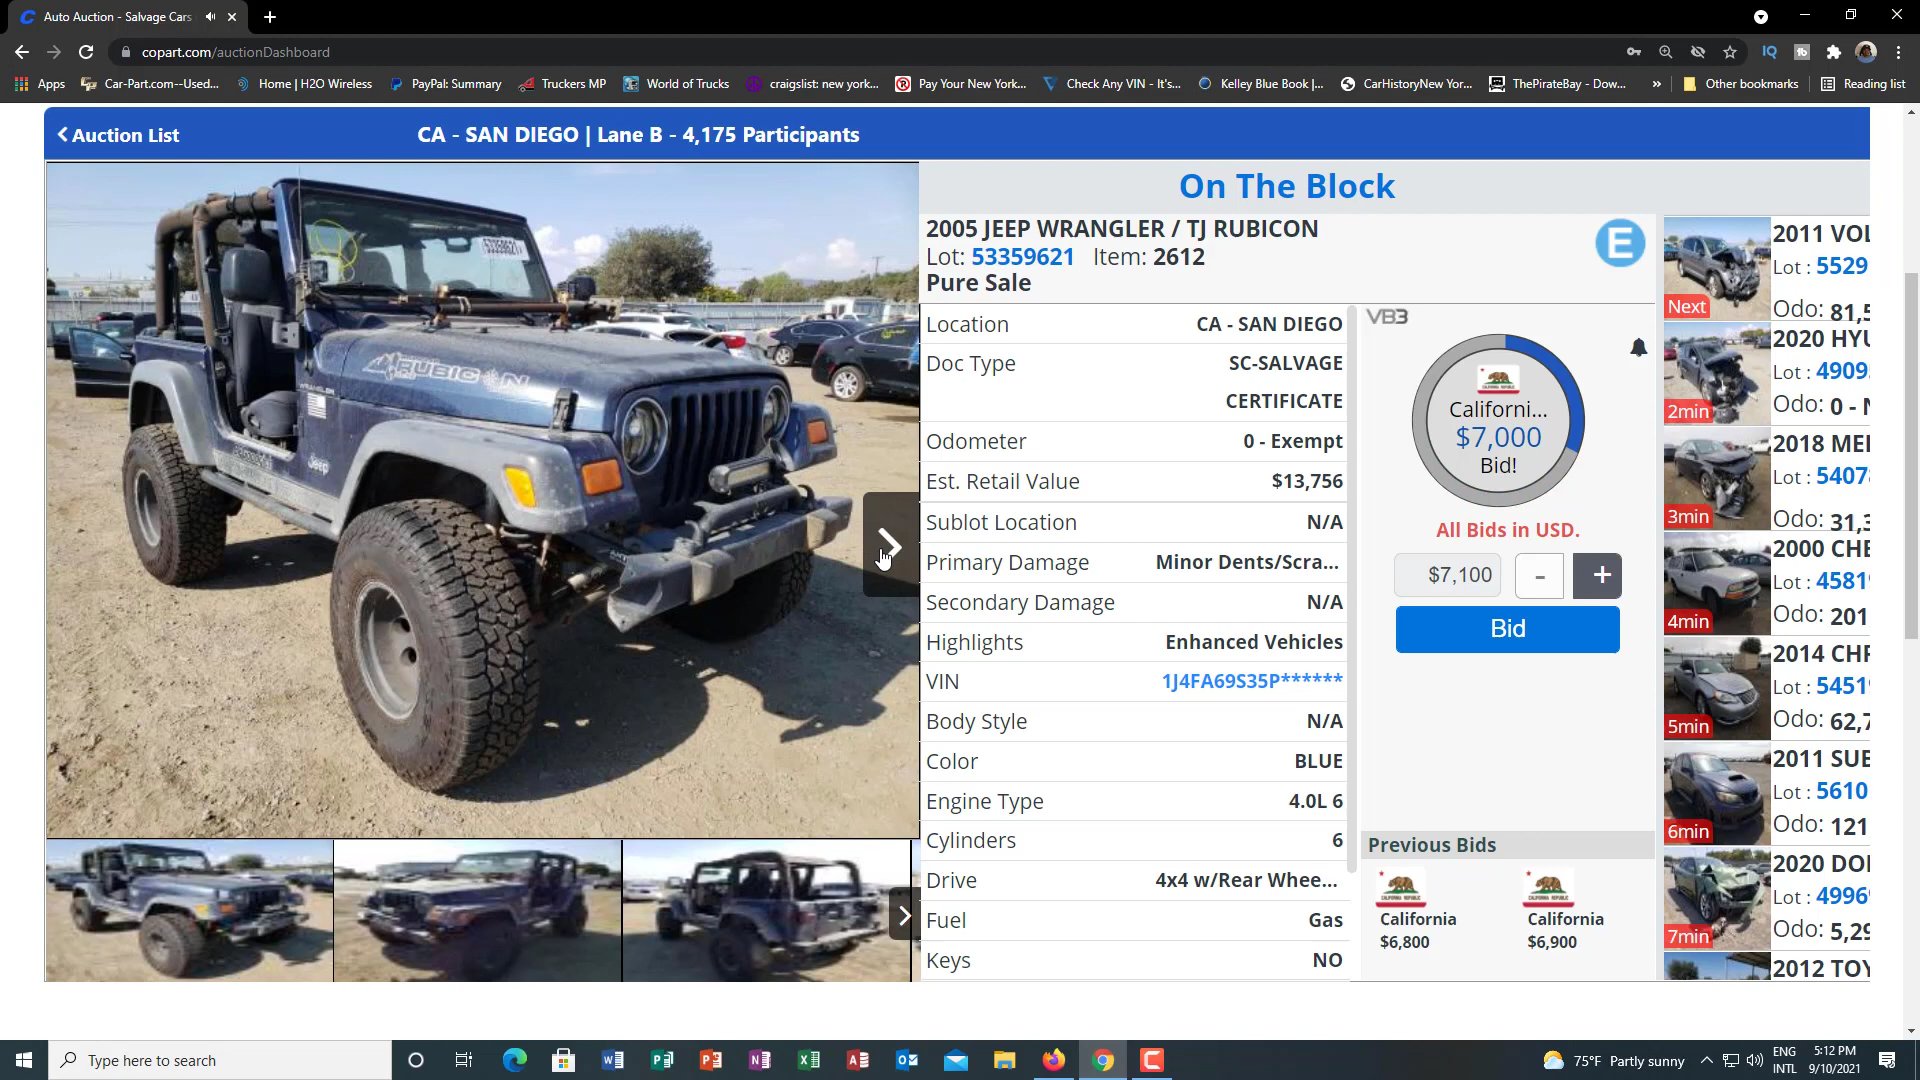 Auto Auction - Salvage Cars
copart.com/auctionDashboard
Apps
Car-Part.com--Used...
Home | H2O Wireless
PayPal: Summary
Truckers MP
World of Trucks
craigslist: new york...
Pay Your New York...
Check Any VIN - It's...
Kelley Blue Book |...
CarHistoryNew Yor...
ThePirateBay - Dow...
»
Other bookmarks
Reading list
Auction List
CA - SAN DIEGO | Lane B - 4,175 Participants
On The Block
2005 JEEP WRANGLER / TJ RUBICON
Lot: 53359621 Item: 2612
Pure Sale
E
Location CA - SAN DIEGO
Doc Type SC-SALVAGE
CERTIFICATE
Odometer 0 - Exempt
Est. Retail Value $13,756
Sublot Location N/A
Primary Damage Minor Dents/Scra...
Secondary Damage N/A
Highlights Enhanced Vehicles
VIN 1J4FA69S35P******
Body Style N/A
Color BLUE
Engine Type 4.0L 6
Cylinders 6
Drive 4x4 w/Rear Whee...
Fuel Gas
Keys NO
VB3
Californi...
$7,000
Bid!
All Bids in USD.
$7,100 - +
Bid
Previous Bids
California
$6,800
California
$6,900
2011 VOL
Lot : 5529
Next
Odo: 81,5
2020 HYU
Lot : 4909
2min
Odo: 0 - N
2018 MER
Lot : 5407
3min
Odo: 31,3
2000 CHE
Lot : 4581
4min
Odo: 201
2014 CHR
Lot : 5451
5min
Odo: 62,7
2011 SUB
Lot : 5610
6min
Odo: 121
2020 DOD
Lot : 4996
7min
Odo: 5,29
2012 TOY
RUBICON
Jeep
53359621
Type here to search
75°F Partly sunny
ENG
INTL
5:12 PM
9/10/2021